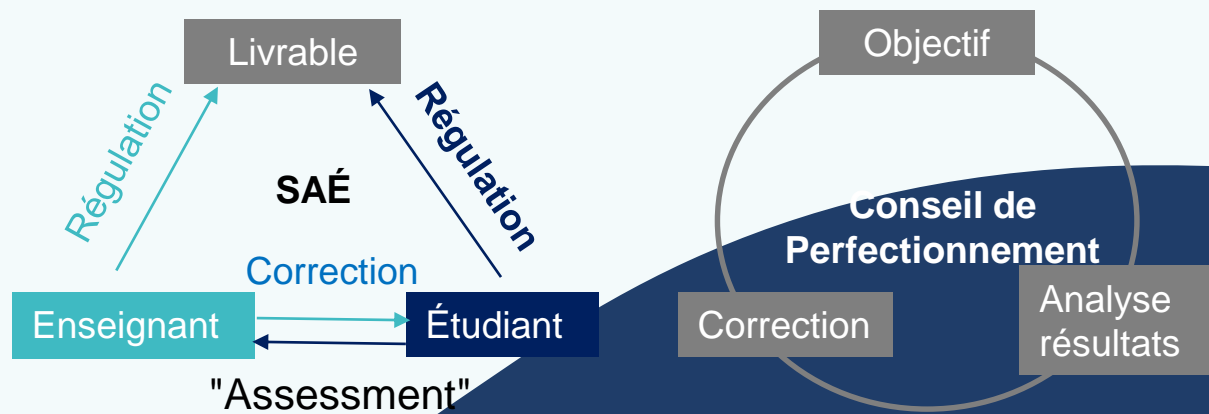 Livrable
Régulation
Régulation
SAÉ
Correction
Enseignant
Étudiant
"Assessment"
Objectif
Conseil de
Perfectionnement
Correction
Analyse
résultats